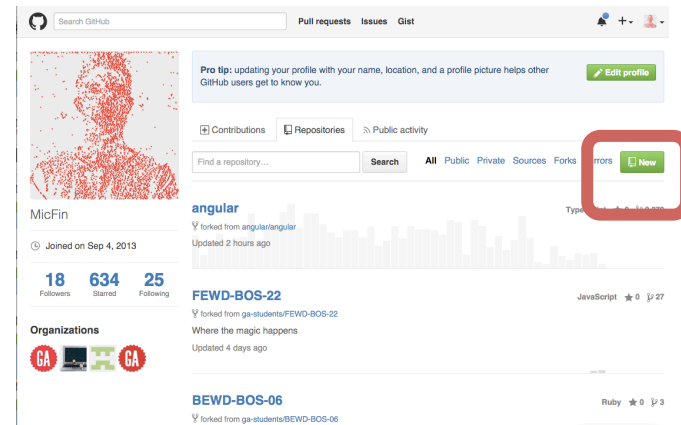 Search GitHub
Pull requests Issues Gist
Pro tip: updating your profile with your name, location, and a profile picture helps other
GitHub users get to know you.
Edit profile
Contributions Repositories Public activity
Find a repository... Search All Public Private Sources Forks New
MicFin
Joined on Sep 4, 2013
18 634 25
Followers Starred Following
Organizations
GA GA
angular
forked from angular/angular
Updated 2 hours ago
FEWD-BOS-22
JavaScript 0 27
forked from ga-students/FEWD-BOS-22
Where the magic happens
Updated 4 days ago
BEWD-BOS-06
Ruby 0 3
forked from ga-students/BEWD-BOS-06